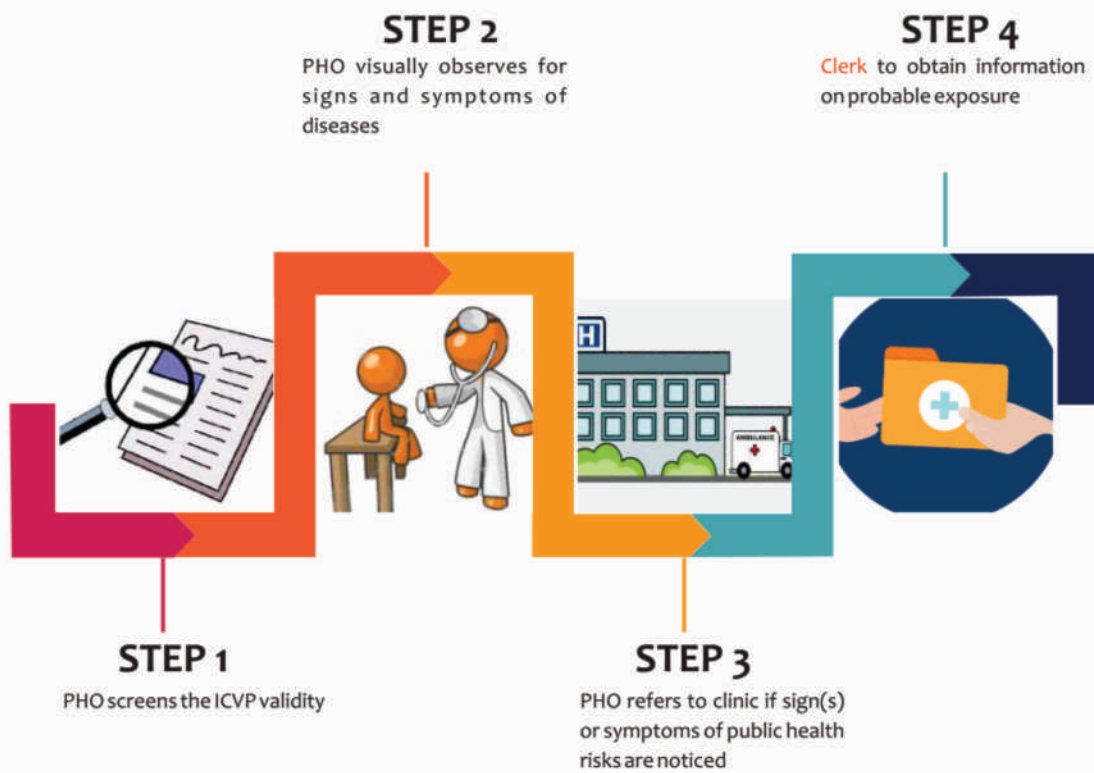 STEP 1
PHO screens the ICVP validity
STEP 2
PHO visually observes for
signs and symptoms of
diseases
STEP 3
PHO refers to clinic if sign(s)
or symptoms of public health
risks are noticed
STEP 4
Clerk to obtain information
on probable exposure
H
AMBULANCE